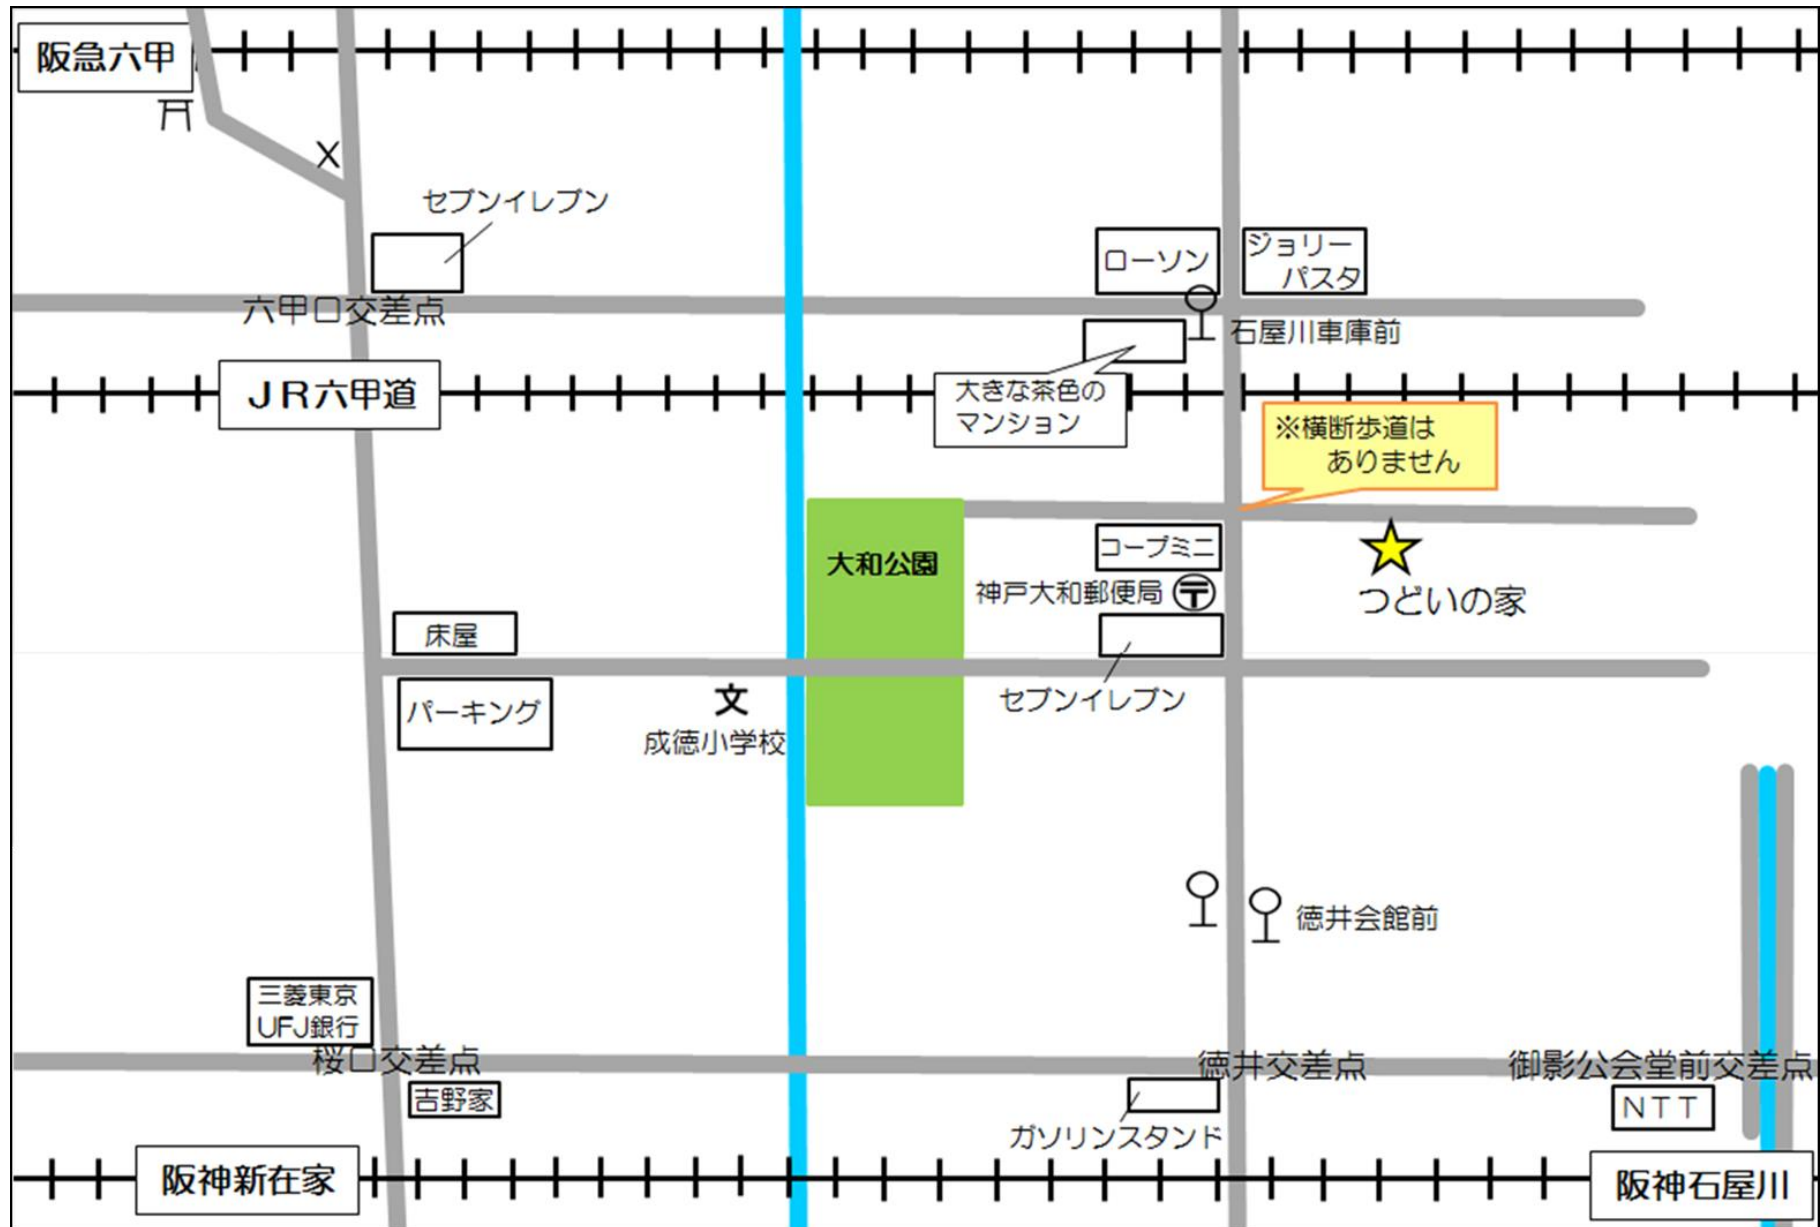 阪急六甲
X
セブンイレブン
ローソン
ジョリー
パスタ
六甲口交差点
石屋川車庫前
JR六甲道
大きな茶色の
マンション
※横断歩道は
ありません
大和公園
コープミニ
神戸大和郵便局 〒
つどいの家
床屋
セブンイレブン
パーキング
文
成徳小学校
徳井会館前
三菱東京
UFJ銀行
桜口交差点
徳井交差点
御影公会堂前交差点
吉野家
NTT
ガソリンスタンド
阪神新在家
阪神石屋川